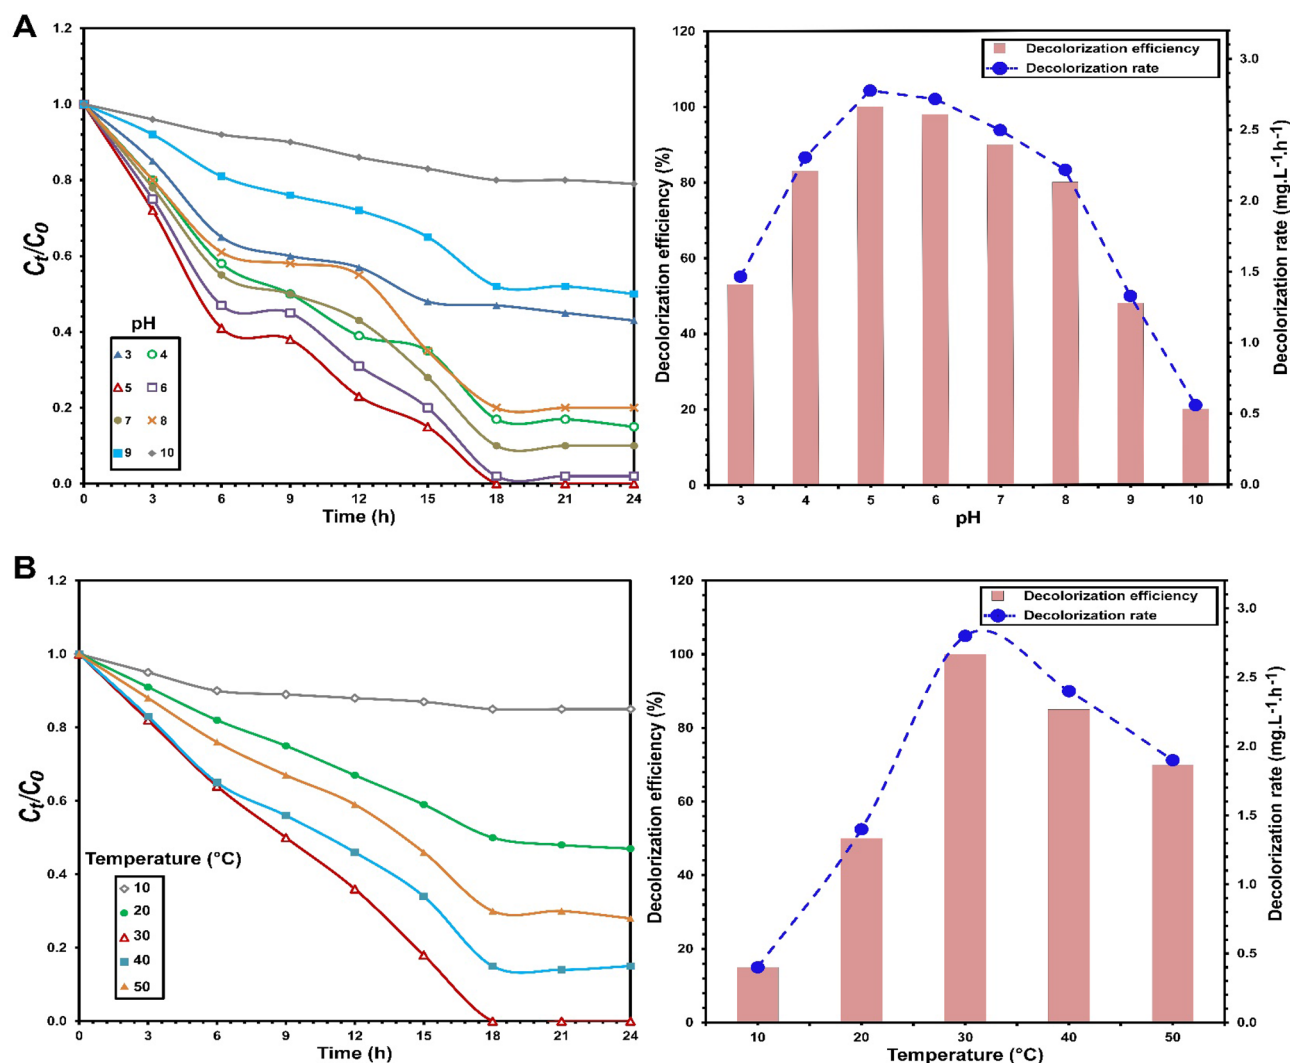 A
1.2
1.0
0.8
0.6
0.4
0.2
0.0
Cₜ/C₀
pH
3 4
5 6
7 8
9 10
0 3 6 9 12 15 18 21 24
Time (h)
120
100
80
60
40
20
0
Decolorization efficiency (%)
Decolorization efficiency
Decolorization rate
3.0
2.5
2.0
1.5
1.0
0.5
0.0
Decolorization rate (mg.L⁻¹.h⁻¹)
3 4 5 6 7 8 9 10
pH
B
1.2
1.0
0.8
0.6
0.4
0.2
0.0
Cₜ/C₀
Temperature (°C)
10
20
30
40
50
0 3 6 9 12 15 18 21 24
Time (h)
120
100
80
60
40
20
0
Decolorization efficiency (%)
Decolorization efficiency
Decolorization rate
3.0
2.5
2.0
1.5
1.0
0.5
0.0
Decolorization rate (mg.L⁻¹.h⁻¹)
10 20 30 40 50
Temperature (°C)